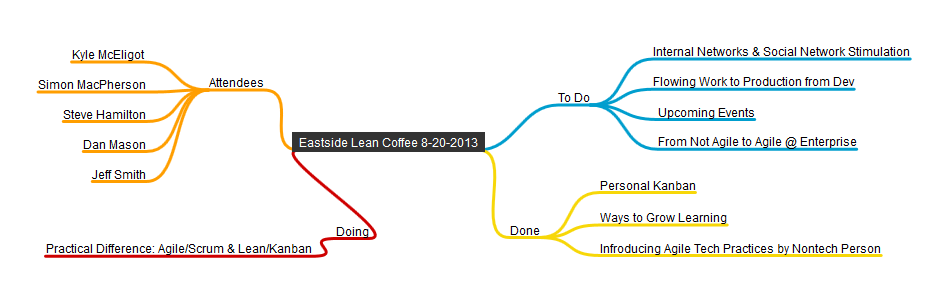 Eastside Lean Coffee 8-20-2013
Attendees
Kyle McEligot
Simon MacPherson
Steve Hamilton
Dan Mason
Jeff Smith
To Do
Internal Networks & Social Network Stimulation
Flowing Work to Production from Dev
Upcoming Events
From Not Agile to Agile @ Enterprise
Doing
Practical Difference: Agile/Scrum & Lean/Kanban
Done
Personal Kanban
Ways to Grow Learning
Introducing Agile Tech Practices by Nontech Person